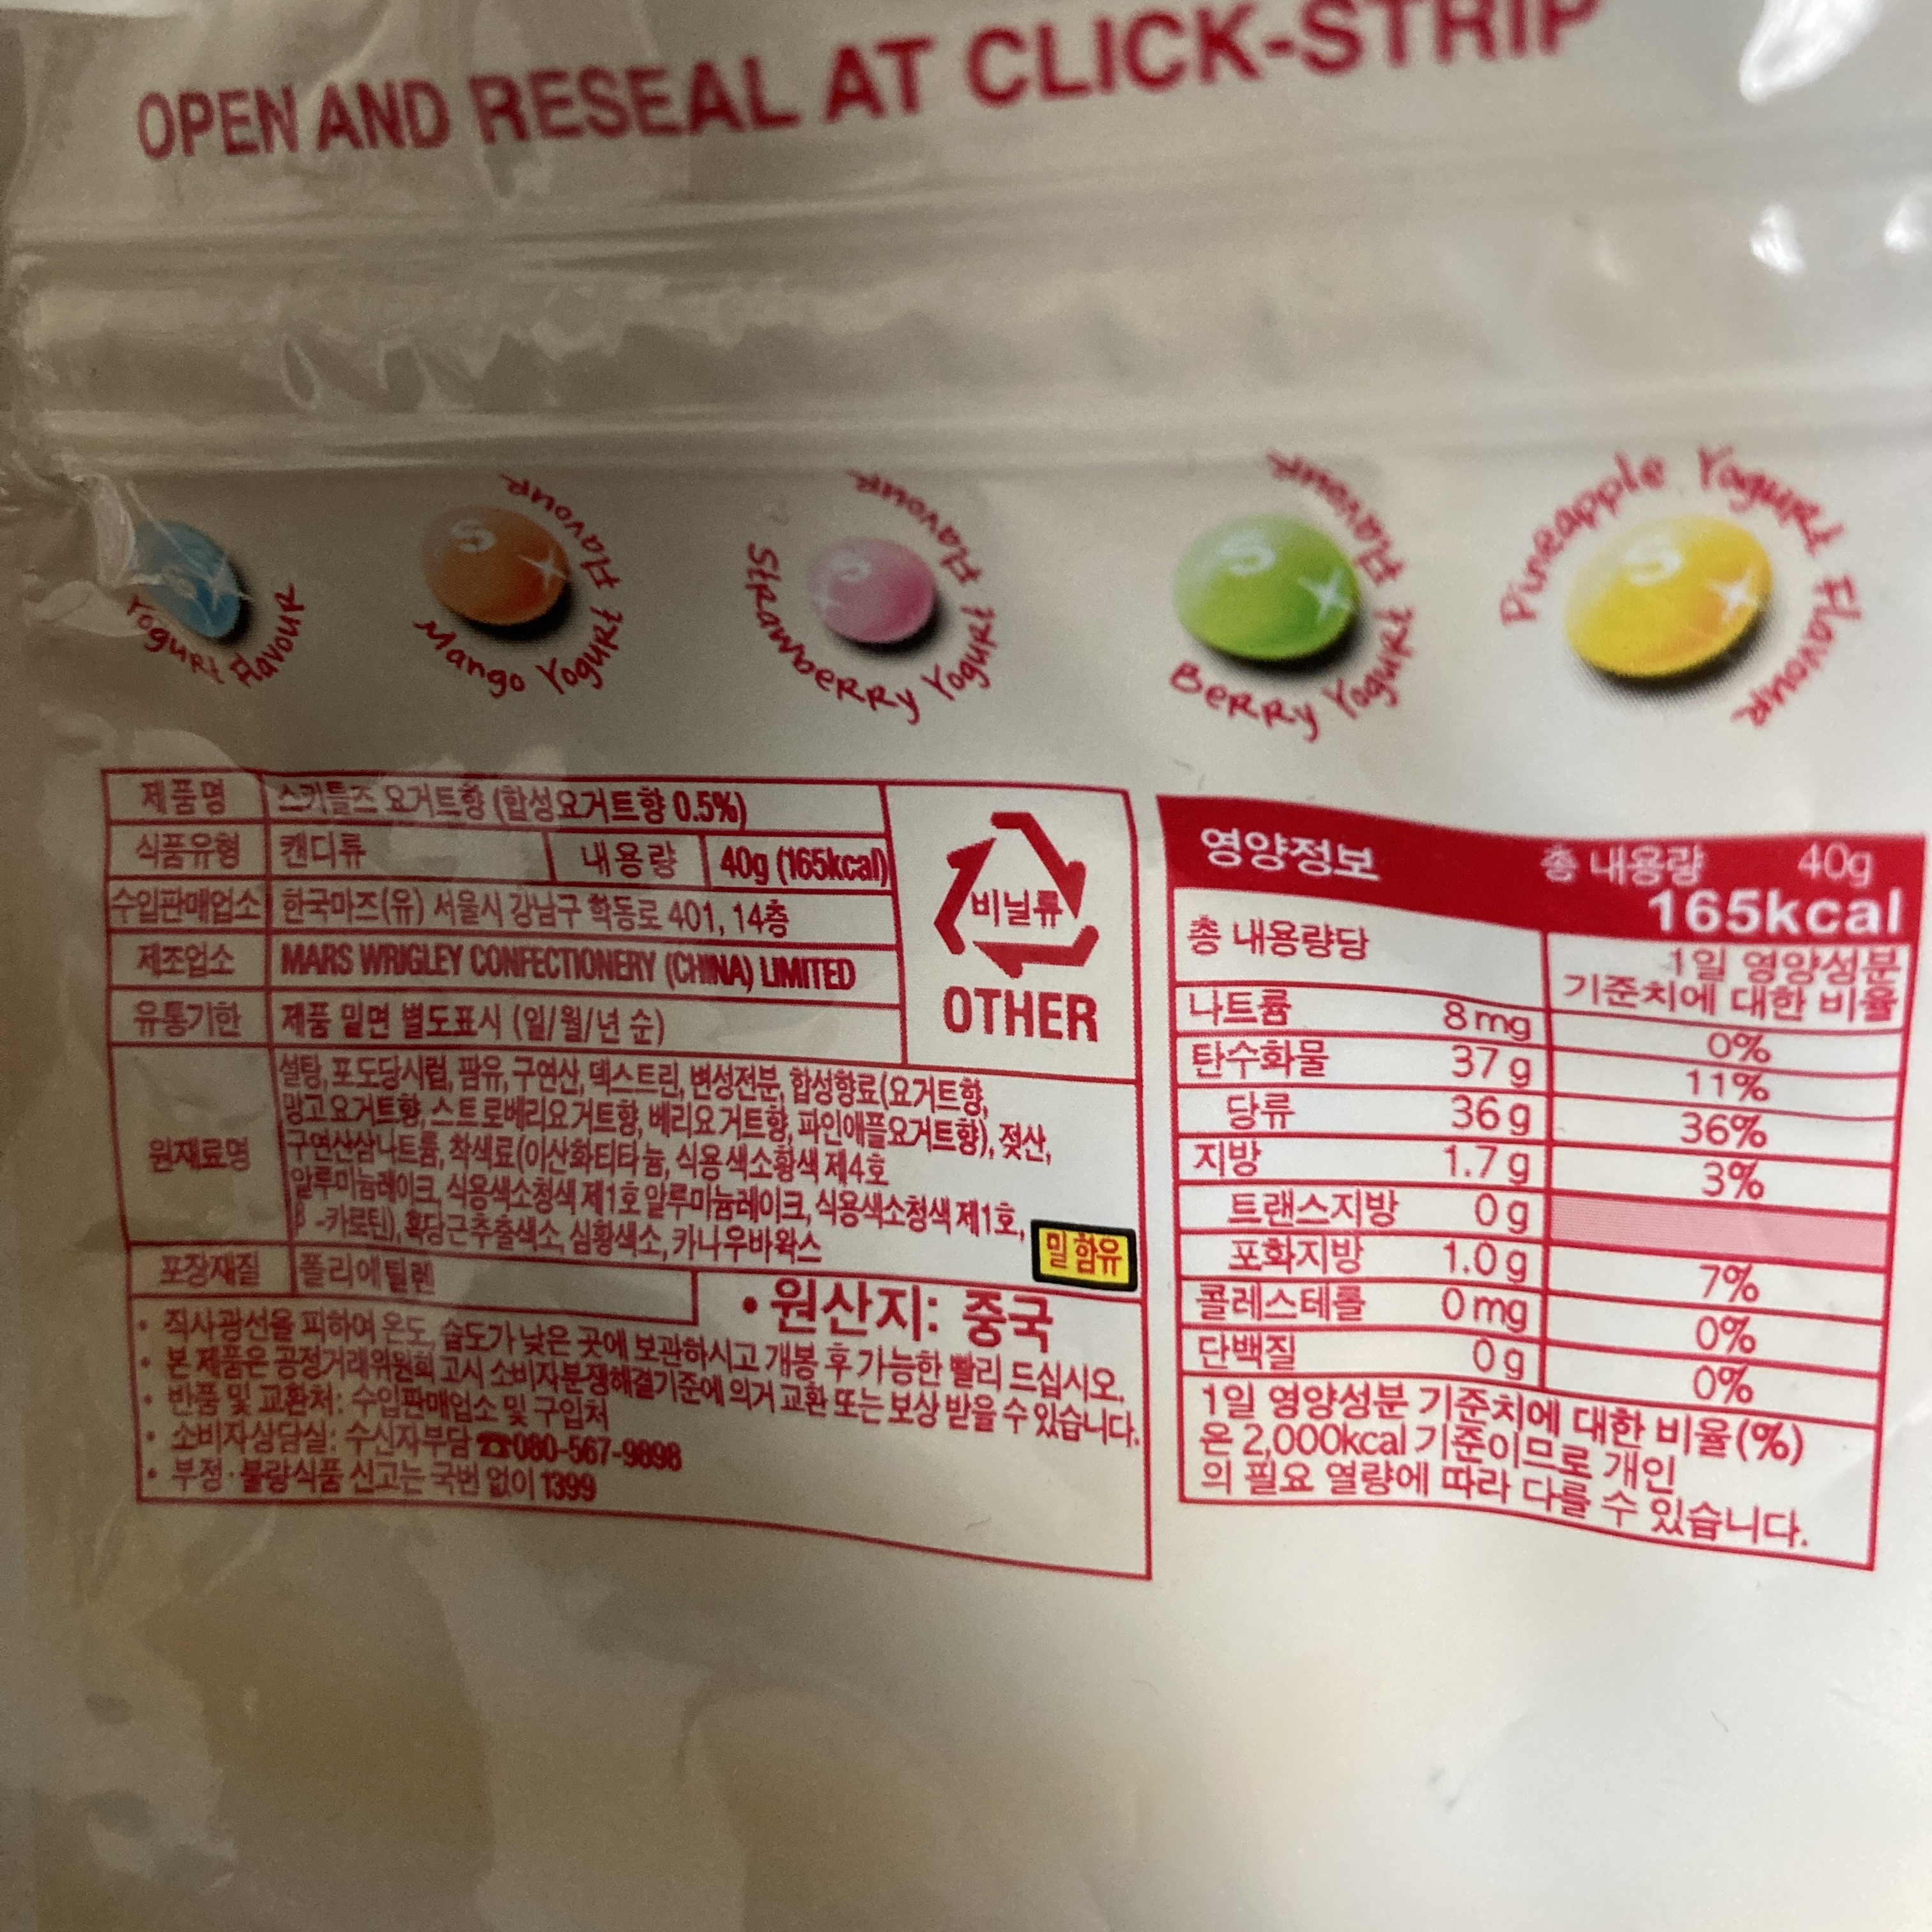 OPEN AND RESEAL AT CLICK-STRIP
Yogurt Flavour
Mango Yogurt Flavour
Strawberry Yogurt Flavour
Berry Yogurt Flavour
Pineapple Yogurt Flavour
제품명 스키틀즈 요거트향 (합성요거트향 0.5%)
식품유형 캔디류 내용량 40g (165kcal)
수입판매업소 한국마즈(유) 서울시 강남구 학동로 401, 14층
제조업소 MARS WRIGLEY CONFECTIONERY (CHINA) LIMITED
유통기한 제품 밑면 별도표시 (일/월/년 순)
비닐류
OTHER
원재료명
설탕, 포도당시럽, 팜유, 구연산, 덱스트린, 변성전분, 합성향료(요거트향,
망고요거트향, 스트로베리요거트향, 베리요거트향, 파인애플요거트향), 젖산,
구연산삼나트륨, 착색료(이산화티타늄, 식용색소황색 제4호
알루미늄레이크, 식용색소청색 제1호 알루미늄레이크, 식용색소청색 제1호,
β-카로틴), 흑당근추출색소, 심황색소, 카나우바왁스
밀 함유
포장재질 폴리에틸렌
• 원산지: 중국
• 직사광선을 피하여 온도, 습도가 낮은 곳에 보관하시고 개봉 후 가능한 빨리 드십시오.
• 본 제품은 공정거래위원회 고시 소비자분쟁해결기준에 의거 교환 또는 보상 받을 수 있습니다.
• 반품 및 교환처: 수입판매업소 및 구입처
• 소비자상담실: 수신자부담 ☎080-567-9898
• 부정·불량식품 신고는 국번 없이 1399
영양정보 총 내용량 40g
165kcal
총 내용량당 1일 영양성분
기준치에 대한 비율
나트륨 8mg 0%
탄수화물 37g 11%
당류 36g 36%
지방 1.7g 3%
트랜스지방 0g
포화지방 1.0g 7%
콜레스테롤 0mg 0%
단백질 0g 0%
1일 영양성분 기준치에 대한 비율(%)
은 2,000kcal 기준이므로 개인
의 필요 열량에 따라 다를 수 있습니다.